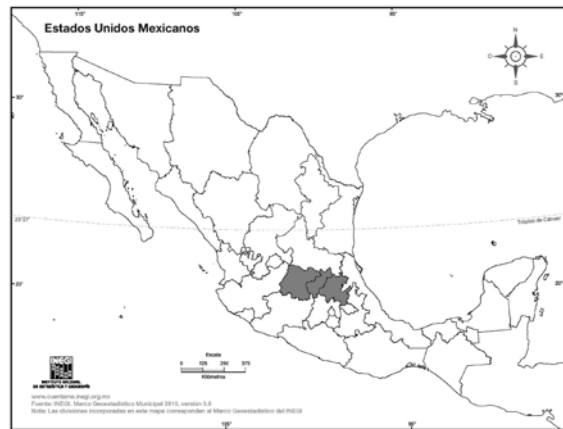 115° 105° 95°
Estados Unidos Mexicanos
N
O E
S
30° 30°
23°27'
Trópico de Cáncer
20° 20°
Escala
0 125 250 375
Kilómetros
INEGI
INSTITUTO NACIONAL
DE ESTADÍSTICA Y GEOGRAFÍA
www.cuentame.inegi.org.mx
Fuente: INEGI. Marco Geoestadístico Municipal 2013, versión 6.0
Nota: Las divisiones incorporadas en este mapa corresponden al Marco Geoestadístico del INEGI
105° 95°